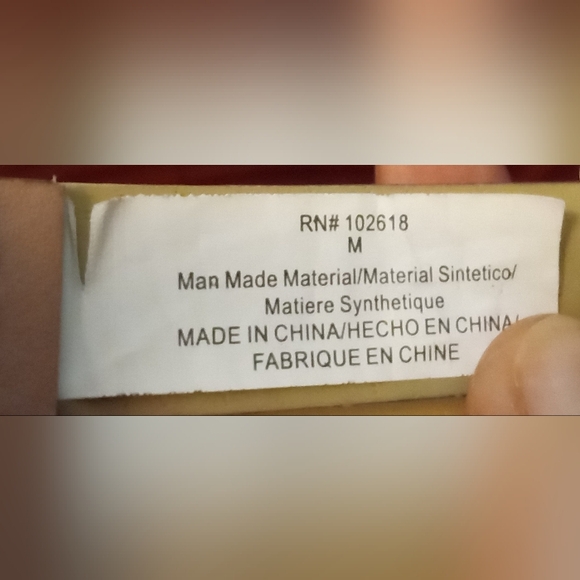 RN# 102618
M
Man Made Material/Material Sintetico/
Matiere Synthetique
MADE IN CHINA/HECHO EN CHINA/
FABRIQUE EN CHINE